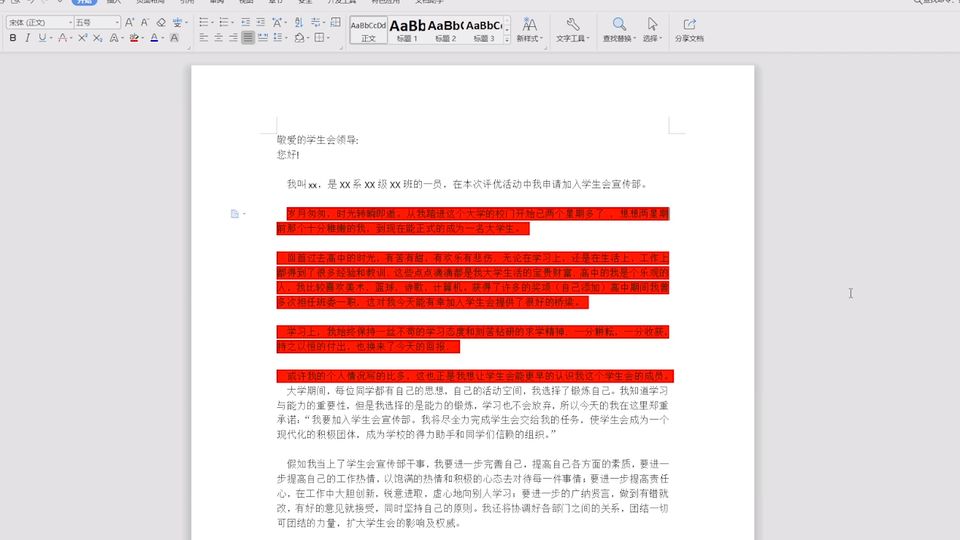 开始
插入
页面布局
引用
审阅
视图
章节
安全
开发工具
特色应用
文档助手
宋体 (正文)
五号
AaBbCcDd
正文
标题 1
标题 2
标题 3
新样式
文字工具
查找替换
选择
分享文档
敬爱的学生会领导:
您好!
我叫 xx，是 XX 系 XX 级 XX 班的一员，在本次评优活动中我申请加入学生会宣传部。
岁月匆匆，时光转瞬即逝。从我踏进这个大学的校门开始已两个星期多了，想想两星期
前那个十分稚嫩的我，到现在能正式的成为一名大学生。
回首过去高中的时光，有苦有甜，有欢乐有悲伤。无论在学习上，还是在生活上，工作上
都得到了很多经验和教训，这些点点滴滴都是我大学生活的宝贵财富。高中的我是个乐观的
人，我比较喜欢美术、篮球、诗歌、计算机，获得了许多的奖项（自己添加）高中期间我曾
多次担任班委一职，这对我今天能有幸加入学生会提供了很好的桥梁。
学习上，我始终保持一丝不苟的学习态度和刻苦钻研的求学精神，一分耕耘，一分收获，
持之以恒的付出，也换来了今天的回报。
或许我的个人情况写的比多，这也正是我想让学生会能更早的认识我这个学生会的成员。
大学期间，每位同学都有自己的思想，自己的活动空间，我选择了锻炼自己。我知道学习
与能力的重要性，但是我选择的是能力的锻炼，学习也不会放弃，所以今天的我在这里郑重
承诺：“我要加入学生会宣传部。我将尽全力完成学生会交给我的任务，使学生会成为一个
现代化的积极团体，成为学校的得力助手和同学们信赖的组织。”
假如我当上了学生会宣传部干事，我要进一步完善自己，提高自己各方面的素质，要进一
步提高自己的工作热情，以饱满的热情和积极的心态去对待每一件事情；要进一步提高责任
心，在工作中大胆创新，锐意进取，虚心地向别人学习；要进一步的广纳贤言，做到有错就
改，有好的意见就接受，同时坚持自己的原则。我还将协调好各部门之间的关系，团结一切
可团结的力量，扩大学生会的影响及权威。